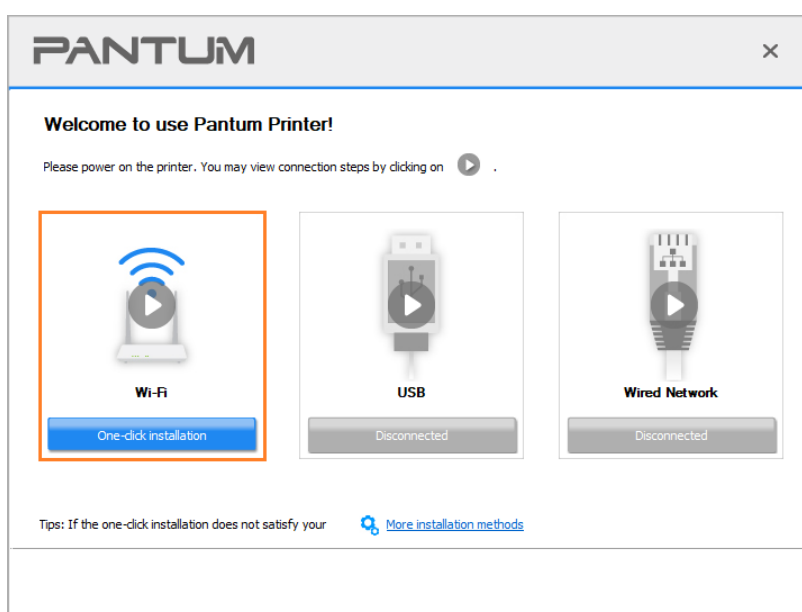 PANTUM
Welcome to use Pantum Printer!
Please power on the printer. You may view connection steps by clicking on .
Wi-Fi
USB
Wired Network
One-click installation
Disconnected
Disconnected
Tips: If the one-click installation does not satisfy your
More installation methods